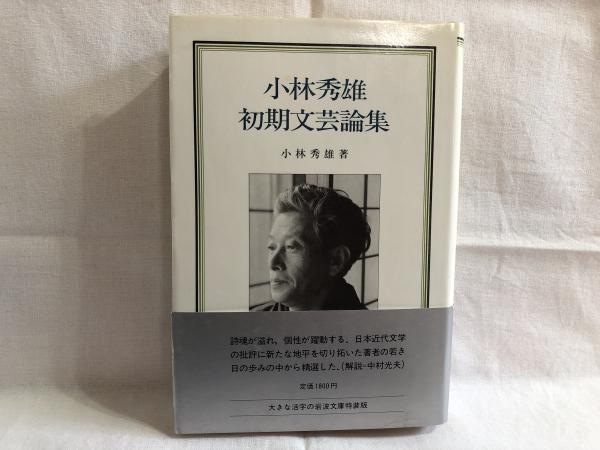 小林秀雄
初期文芸論集
小林秀雄著
詩魂が溢れ、個性が躍動する、日本近代文学
の批評に新たな地平を切り拓いた著者の若き
日の歩みの中から精選した。(解説=中村光夫)
定価1800円
大きな活字の岩波文庫特装版